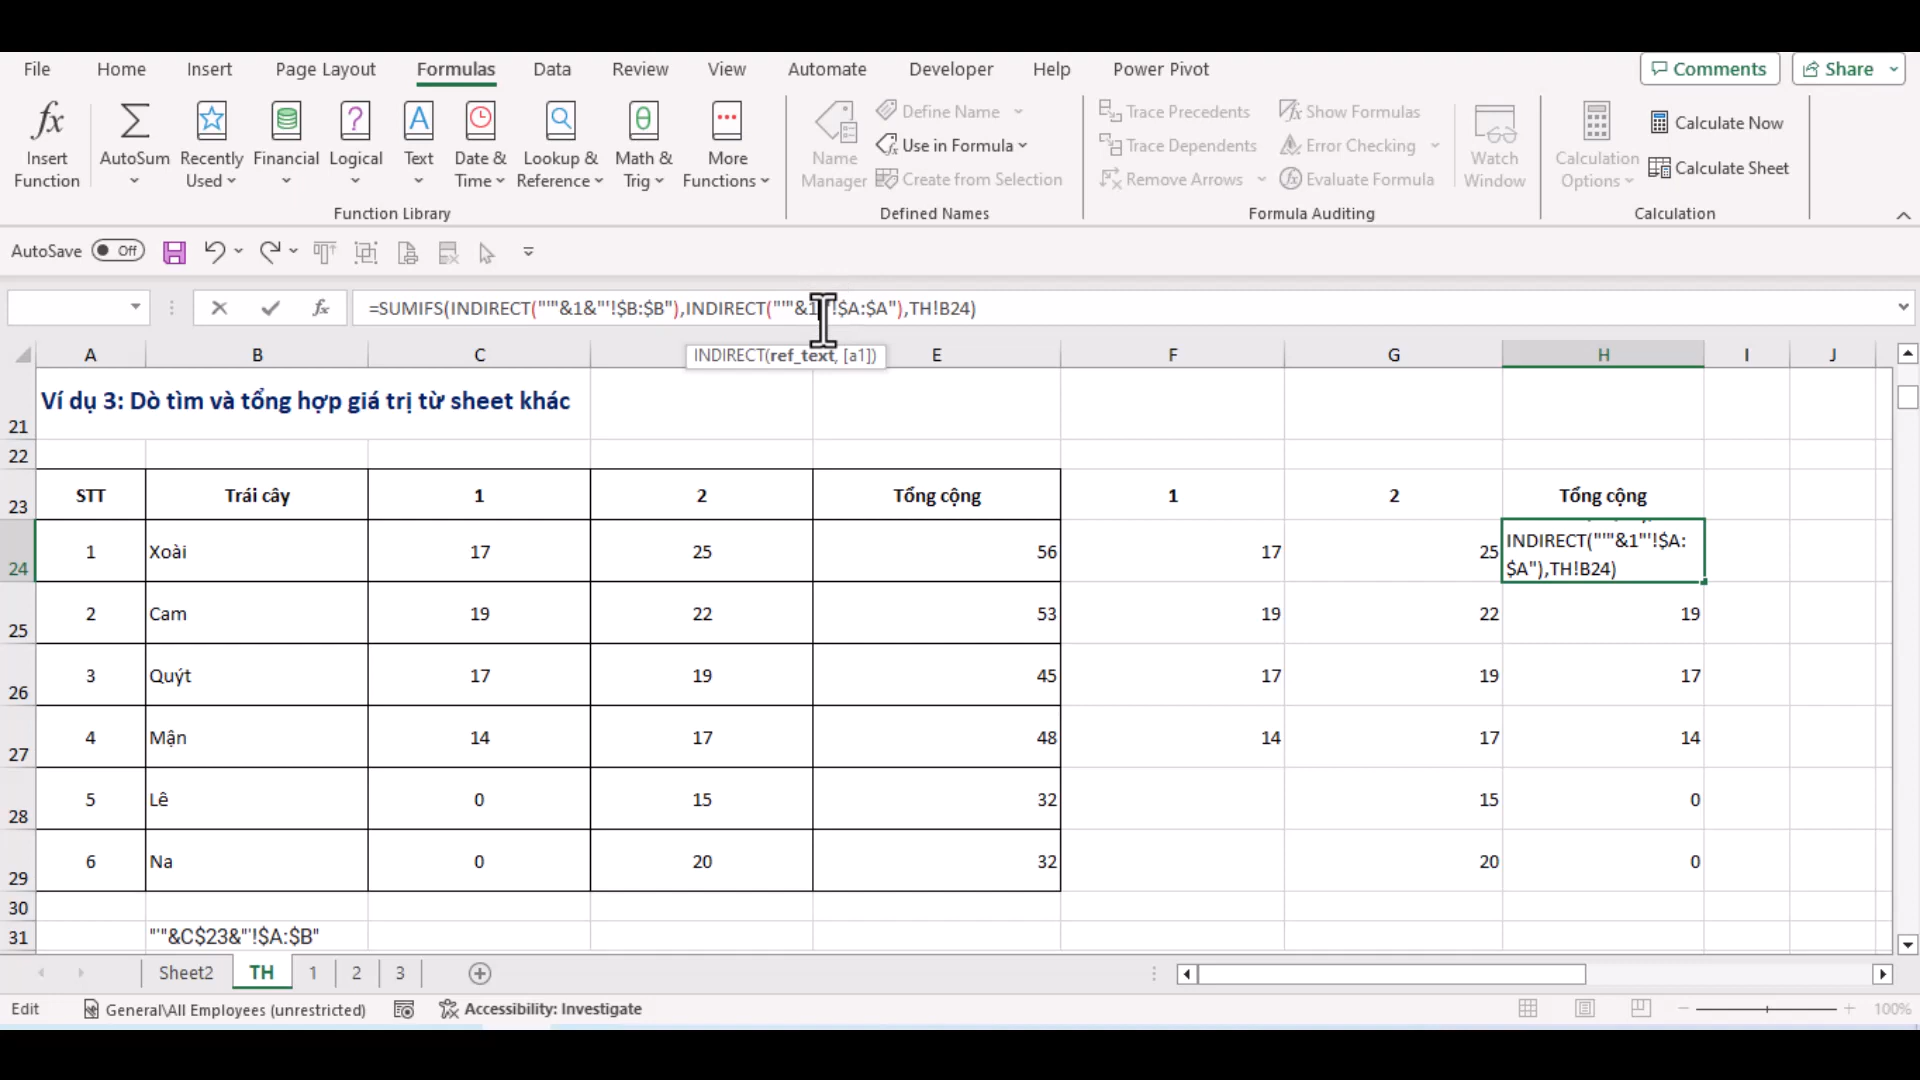 File Home Insert Page Layout Formulas Data Review View Automate Developer Help Power Pivot Comments Share
Insert Function AutoSum Recently Used Financial Logical Text Date & Time Lookup & Reference Math & Trig More Functions
Function Library
Name Manager Define Name Use in Formula Create from Selection
Defined Names
Trace Precedents Trace Dependents Remove Arrows Show Formulas Error Checking Evaluate Formula
Formula Auditing
Watch Window
Calculation Options Calculate Now Calculate Sheet
Calculation
AutoSave Off
=SUMIFS(INDIRECT("'"&1&"'!$B:$B"),INDIRECT("'"&1"'!$A:$A"),TH!B24)
INDIRECT(ref_text, [a1])
A B C E F G H I J
21 Ví dụ 3: Dò tìm và tổng hợp giá trị từ sheet khác
22
23 STT Trái cây 1 2 Tổng cộng 1 2 Tổng cộng
24 1 Xoài 17 25 56 17 25 INDIRECT("'"&1"'!$A:
$A"),TH!B24)
25 2 Cam 19 22 53 19 22 19
26 3 Quýt 17 19 45 17 19 17
27 4 Mận 14 17 48 14 17 14
28 5 Lê 0 15 32 15 0
29 6 Na 0 20 32 20 0
30
31 "'"&C$23&"'!$A:$B"
Sheet2 TH 1 2 3
Edit General\All Employees (unrestricted) Accessibility: Investigate 100%